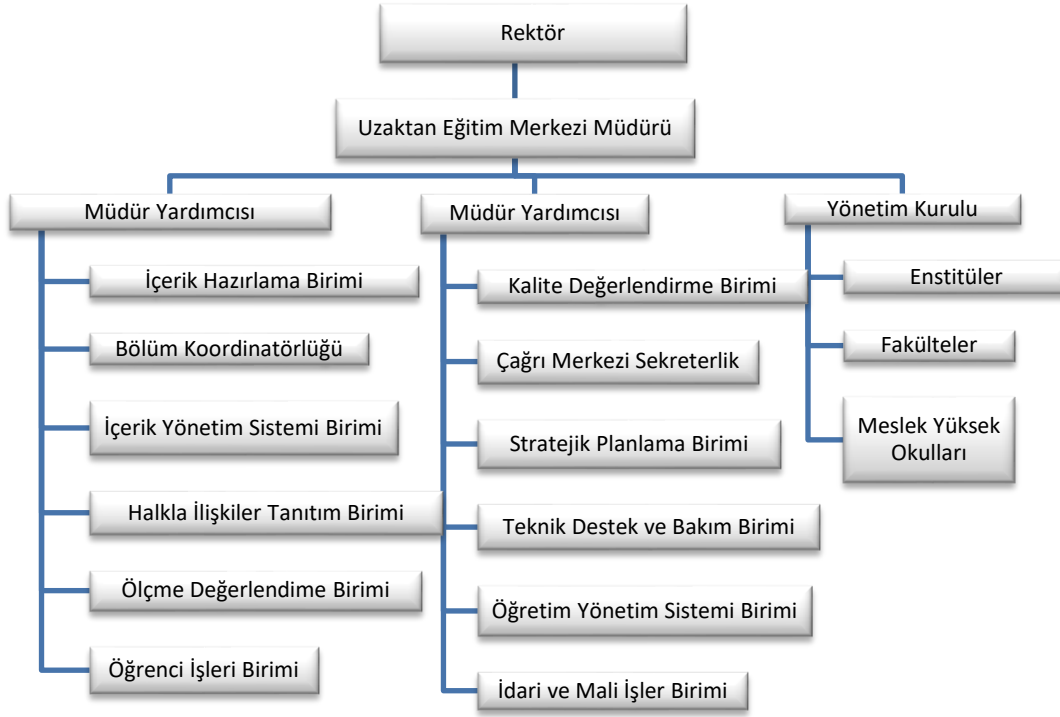 Rektör
Uzaktan Eğitim Merkezi Müdürü
Müdür Yardımcısı
İçerik Hazırlama Birimi
Bölüm Koordinatörlüğü
İçerik Yönetim Sistemi Birimi
Halkla İlişkiler Tanıtım Birimi
Ölçme Değerlendime Birimi
Öğrenci İşleri Birimi
Müdür Yardımcısı
Kalite Değerlendirme Birimi
Çağrı Merkezi Sekreterlik
Stratejik Planlama Birimi
Teknik Destek ve Bakım Birimi
Öğretim Yönetim Sistemi Birimi
İdari ve Mali İşler Birimi
Yönetim Kurulu
Enstitüler
Fakülteler
Meslek Yüksek
Okulları